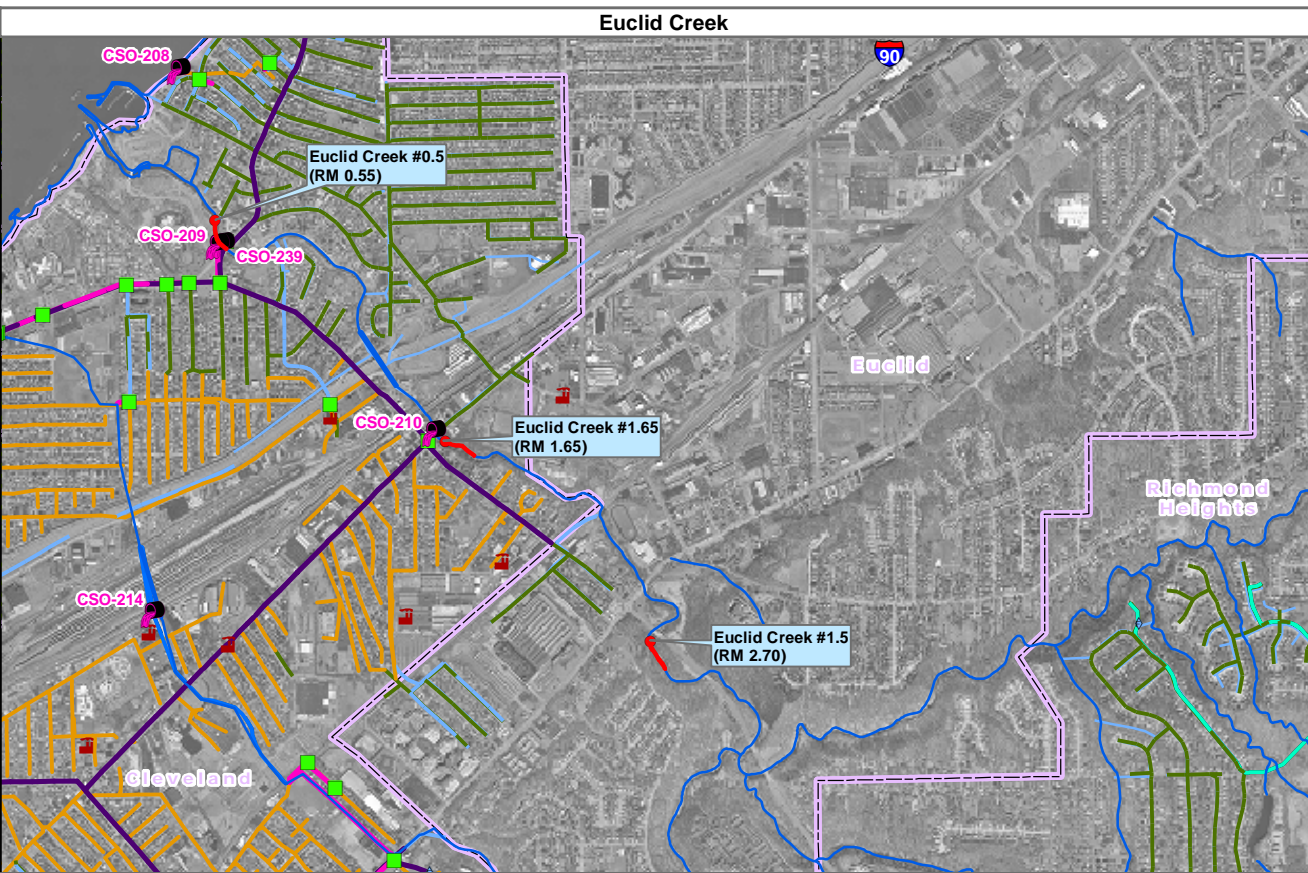 Euclid Creek
CSO-208
90
Euclid Creek #0.5
(RM 0.55)
CSO-209
CSO-239
Euclid
CSO-210
Euclid Creek #1.65
(RM 1.65)
Richmond
Heights
CSO-214
Euclid Creek #1.5
(RM 2.70)
Cleveland